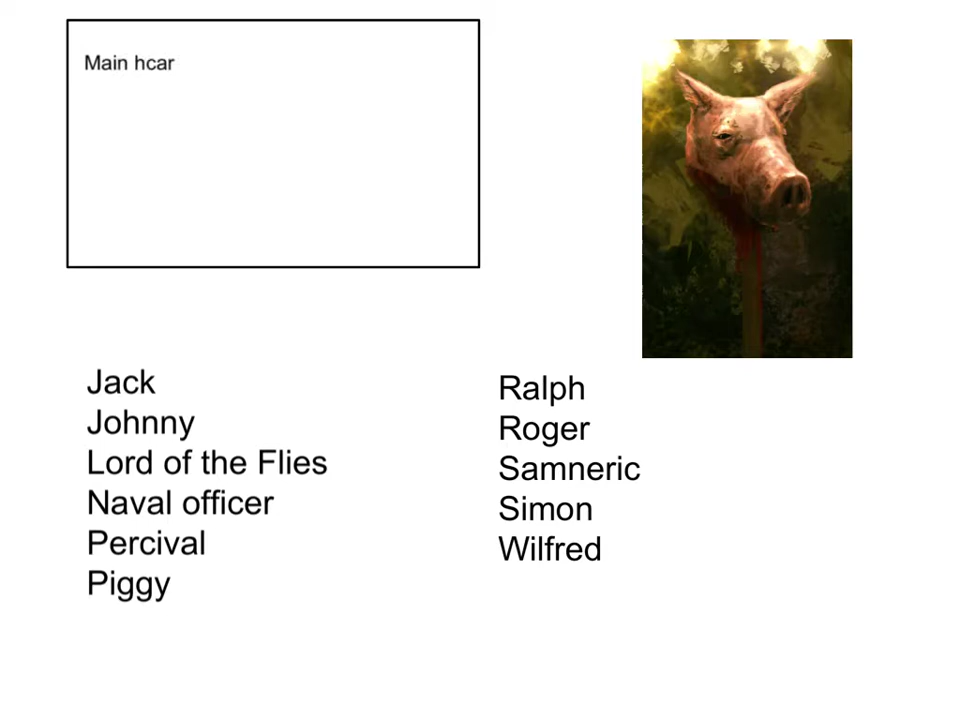 Main hcar
Jack
Johnny
Lord of the Flies
Naval officer
Percival
Piggy
Ralph
Roger
Samneric
Simon
Wilfred